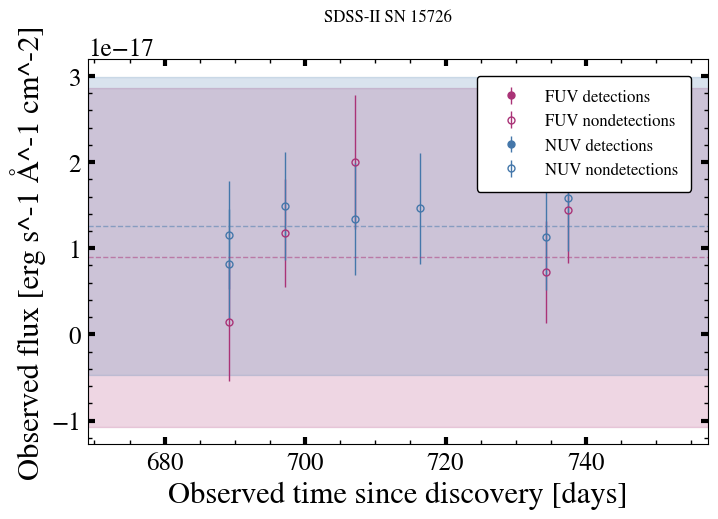 SDSS-II SN 15726
1e−17
Observed flux [erg s^-1 Å^-1 cm^-2]
3
2
1
0
−1
FUV detections
FUV nondetections
NUV detections
NUV nondetections
680
700
720
740
Observed time since discovery [days]